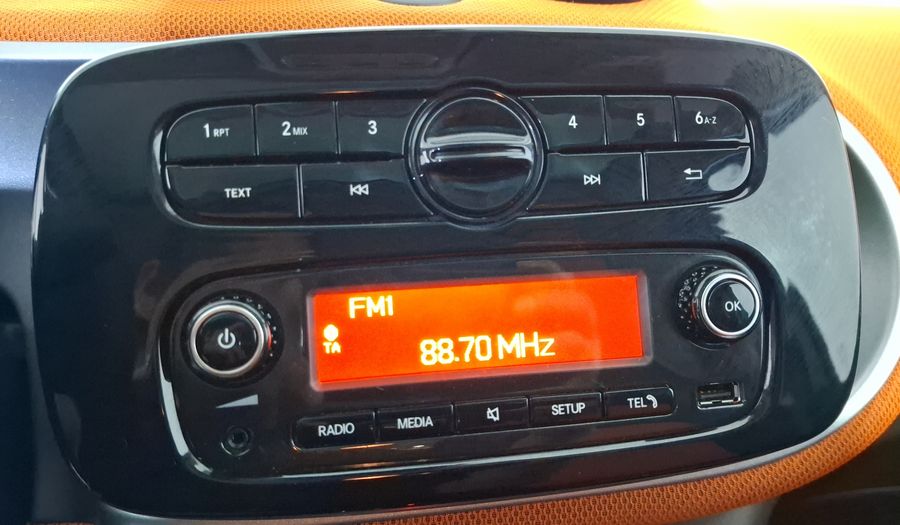 1 RPT 2 MIX 3 4 5 6 A-Z
TEXT
FM1
OK
TA
88.70 MHz
RADIO MEDIA SETUP TEL